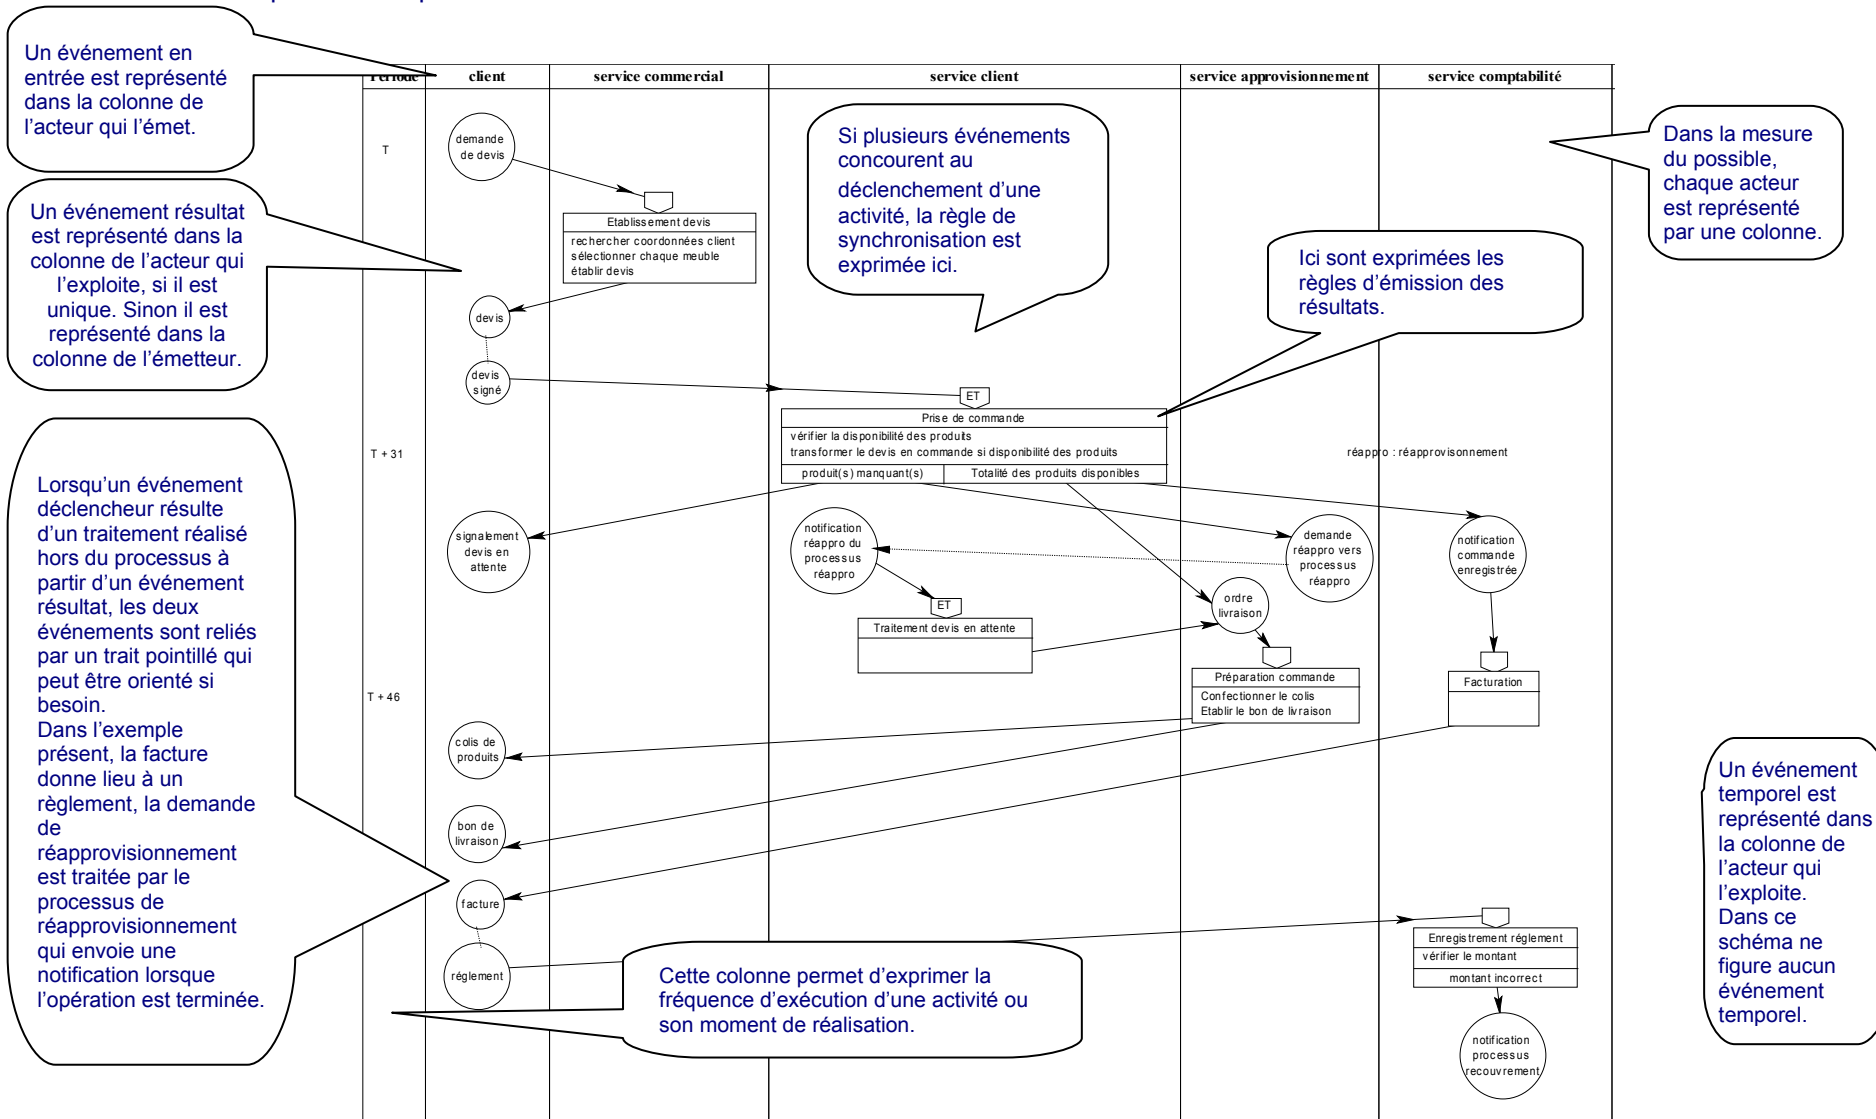 Un événement en
entrée est représenté
dans la colonne de
l'acteur qui l'émet.
Un événement résultat
est représenté dans la
colonne de l'acteur qui
l'exploite, si il est
unique. Sinon il est
représenté dans la
colonne de l'émetteur.
Lorsqu'un événement
déclencheur résulte
d'un traitement réalisé
hors du processus à
partir d'un événement
résultat, les deux
événements sont reliés
par un trait pointillé qui
peut être orienté si
besoin.
Dans l'exemple
présent, la facture
donne lieu à un
règlement, la demande
de
réapprovisionnement
est traitée par le
processus de
réapprovisionnement
qui envoie une
notification lorsque
l'opération est terminée.
Période
client
service commercial
service client
service approvisionnement
service comptabilité
T
demande
de devis
Etablissement devis
rechercher coordonnées client
sélectionner chaque meuble
établir devis
devis
devis
signé
Si plusieurs événements
concourent au
déclenchement d'une
activité, la règle de
synchronisation est
exprimée ici.
Ici sont exprimées les
règles d'émission des
résultats.
Dans la mesure
du possible,
chaque acteur
est représenté
par une colonne.
ET
Prise de commande
vérifier la disponibilité des produits
transformer le devis en commande si disponibilité des produits
produit(s) manquant(s)
Totalité des produits disponibles
T + 31
réappro : réapprovisonnement
signalement
devis en
attente
notification
réappro du
processus
réappro
demande
réappro vers
processus
réappro
notification
commande
enregistrée
ET
Traitement devis en attente
ordre
livraison
Préparation commande
Confectionner le colis
Etablir le bon de livraison
Facturation
T + 46
colis de
produits
bon de
livraison
facture
réglement
Enregistrement réglement
vérifier le montant
montant incorrect
notification
processus
recouvrement
Cette colonne permet d'exprimer la
fréquence d'exécution d'une activité ou
son moment de réalisation.
Un événement
temporel est
représenté dans
la colonne de
l'acteur qui
l'exploite.
Dans ce
schéma ne
figure aucun
événement
temporel.